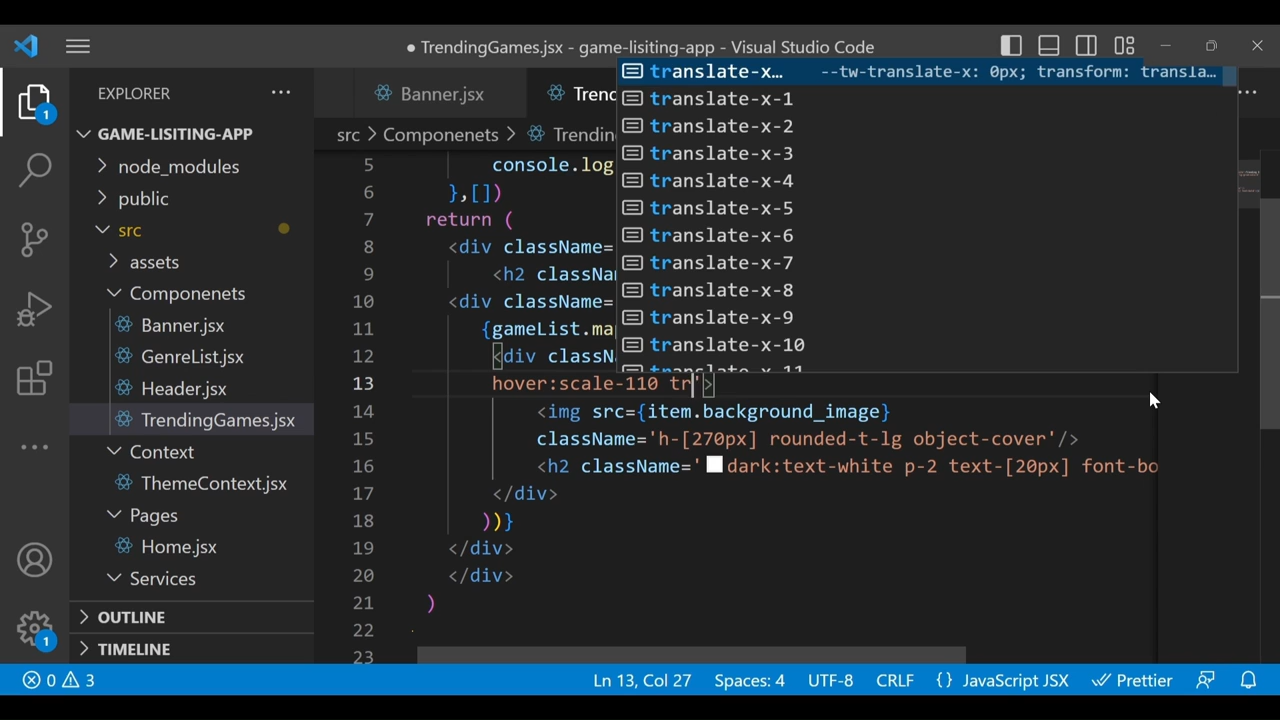 ● TrendingGames.jsx - game-lisiting-app - Visual Studio Code
EXPLORER
GAME-LISITING-APP
node_modules
public
src
assets
Componenets
Banner.jsx
GenreList.jsx
Header.jsx
TrendingGames.jsx
Context
ThemeContext.jsx
Pages
Home.jsx
Services
OUTLINE
TIMELINE
1
1
Banner.jsx
Trend
src > Componenets > Trending
5 console.log
6 },[])
7 return (
8 <div className=
9 <h2 classNa
10 <div className=
11 {gameList.ma
12 <div classN
13 hover:scale-110 tr'>
14 <img src={item.background_image}
15 className='h-[270px] rounded-t-lg object-cover'/>
16 <h2 className='dark:text-white p-2 text-[20px] font-bo
17 </div>
18 ))}
19 </div>
20 </div>
21 )
22
23
translate-x… --tw-translate-x: 0px; transform: transla…
translate-x-1
translate-x-2
translate-x-3
translate-x-4
translate-x-5
translate-x-6
translate-x-7
translate-x-8
translate-x-9
translate-x-10
translate-x-11
0 3
Ln 13, Col 27 Spaces: 4 UTF-8 CRLF {} JavaScript JSX Prettier